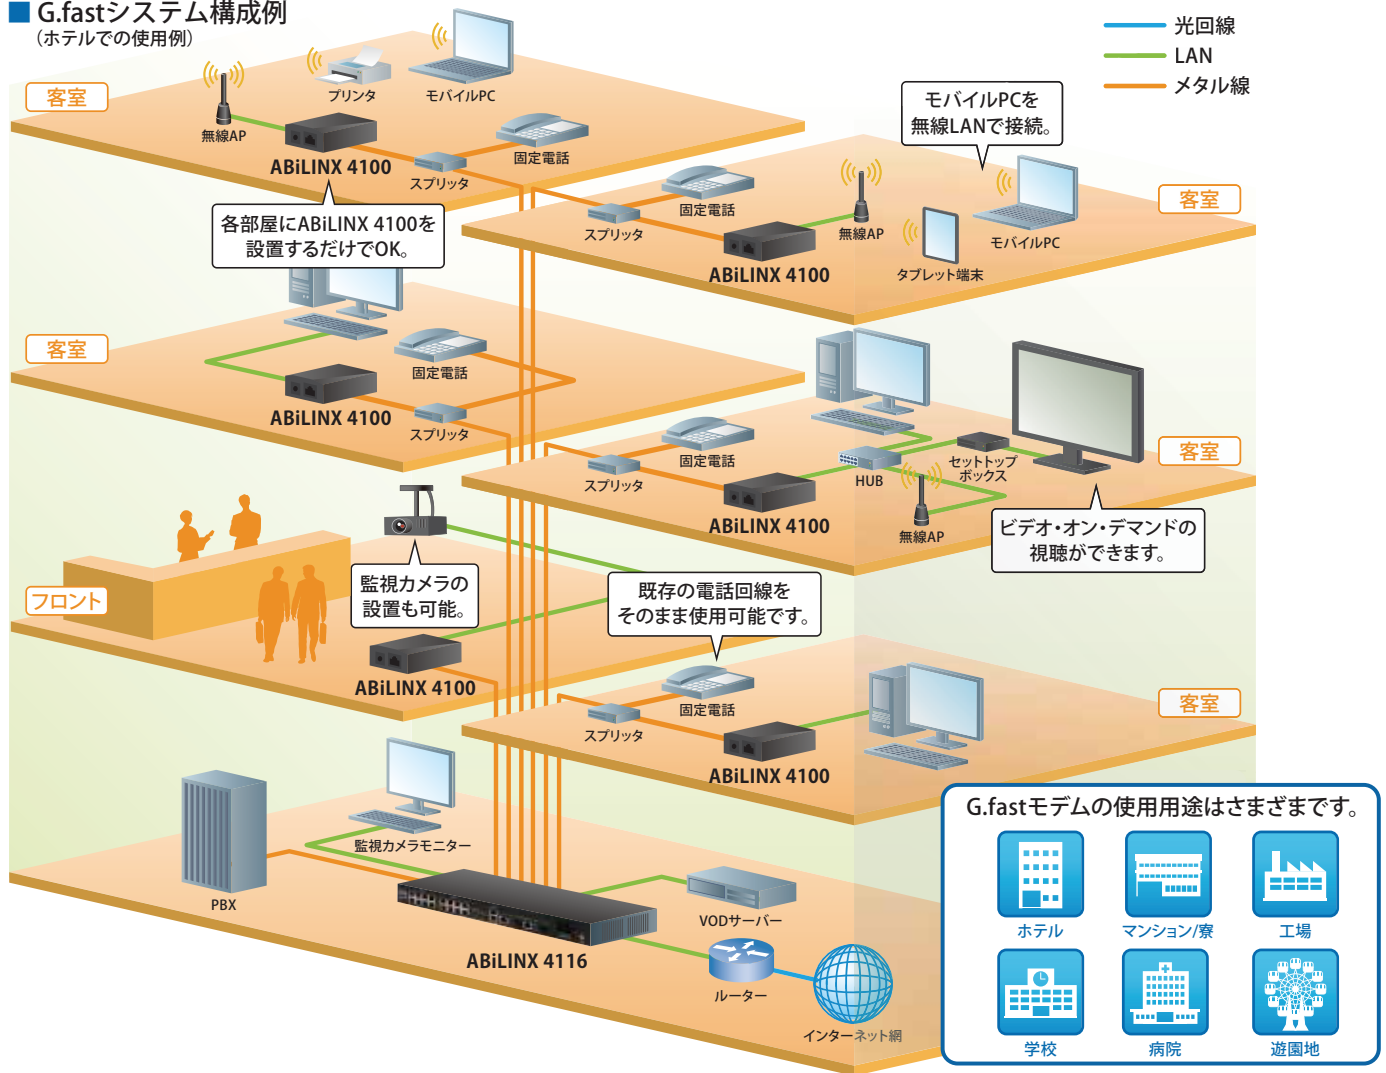 ■ G.fastシステム構成例
（ホテルでの使用例）
光回線
LAN
メタル線
客室
無線AP
プリンタ
モバイルPC
ABiLINX 4100
スプリッタ
固定電話
各部屋にABiLINX 4100を
設置するだけでOK。
モバイルPCを
無線LANで接続。
客室
固定電話
スプリッタ
ABiLINX 4100
無線AP
タブレット端末
モバイルPC
客室
固定電話
ABiLINX 4100
スプリッタ
客室
固定電話
スプリッタ
ABiLINX 4100
HUB
セットトップ
ボックス
無線AP
ビデオ・オン・デマンドの
視聴ができます。
フロント
監視カメラの
設置も可能。
ABiLINX 4100
既存の電話回線を
そのまま使用可能です。
客室
固定電話
スプリッタ
ABiLINX 4100
PBX
監視カメラモニター
ABiLINX 4116
VODサーバー
ルーター
インターネット網
G.fastモデムの使用用途はさまざまです。
ホテル
マンション/寮
工場
学校
病院
遊園地